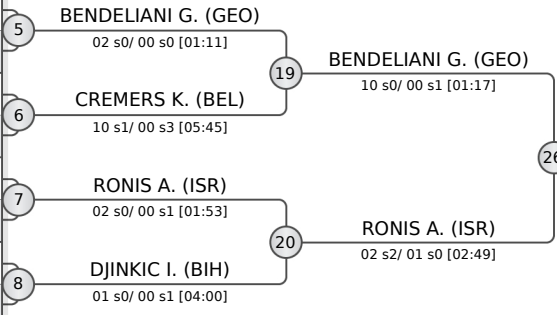 5
BENDELIANI G. (GEO)
02 s0/ 00 s0 [01:11]
19
BENDELIANI G. (GEO)
10 s0/ 00 s1 [01:17]
6
CREMERS K. (BEL)
10 s1/ 00 s3 [05:45]
26
7
RONIS A. (ISR)
02 s0/ 00 s1 [01:53]
20
RONIS A. (ISR)
02 s2/ 01 s0 [02:49]
8
DJINKIC I. (BIH)
01 s0/ 00 s1 [04:00]